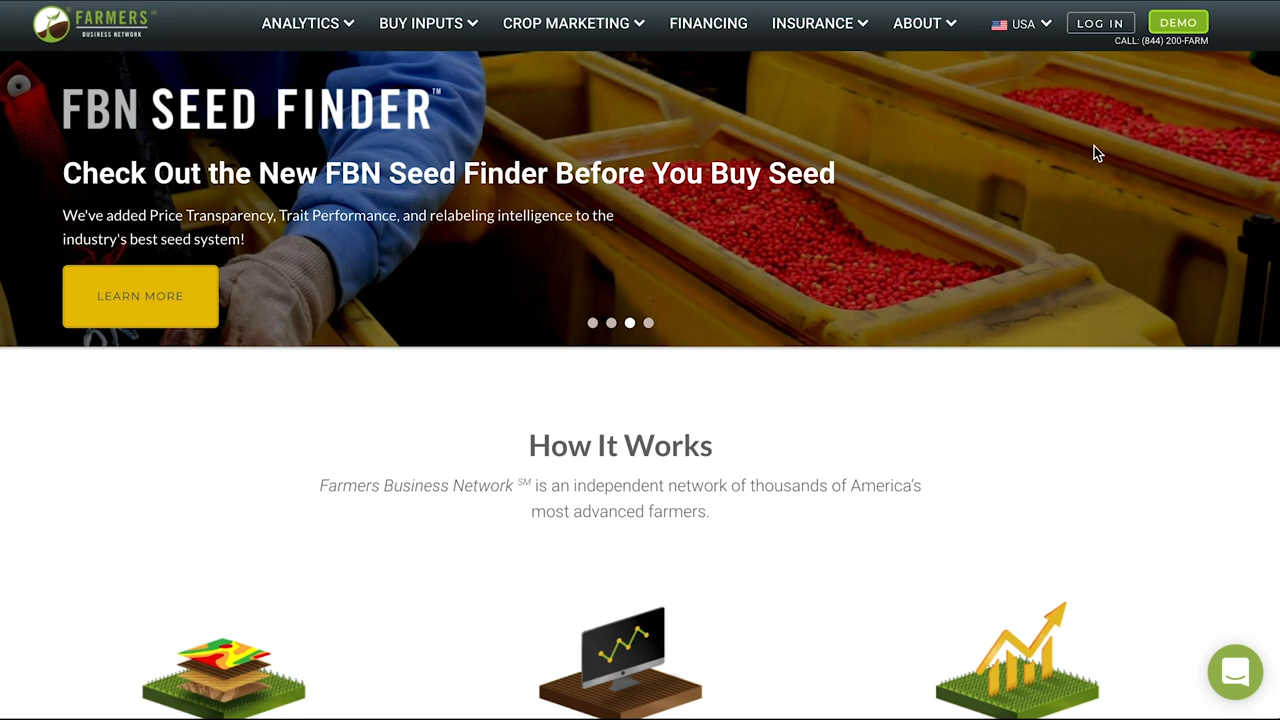 FARMERS™
BUSINESS NETWORK
ANALYTICS
BUY INPUTS
CROP MARKETING
FINANCING
INSURANCE
ABOUT
USA
LOG IN
DEMO
CALL: (844) 200-FARM
FBN SEED FINDER™
Check Out the New FBN Seed Finder Before You Buy Seed
We've added Price Transparency, Trait Performance, and relabeling intelligence to the
industry's best seed system!
LEARN MORE
How It Works
Farmers Business Network SM is an independent network of thousands of America's
most advanced farmers.